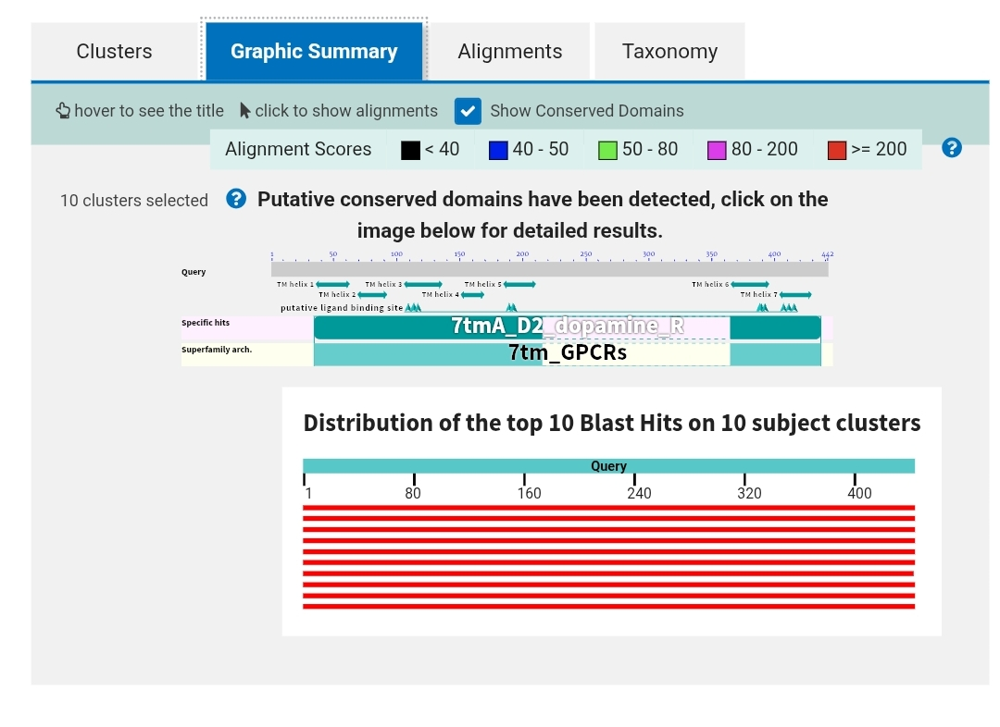 Clusters Graphic Summary Alignments Taxonomy
hover to see the title click to show alignments Show Conserved Domains
Alignment Scores < 40 40 - 50 50 - 80 80 - 200 >= 200 ?
10 clusters selected ? Putative conserved domains have been detected, click on the
image below for detailed results.
1 50 100 150 200 250 300 350 400 442
Query
TM helix 1 TM helix 3 TM helix 5 TM helix 6
TM helix 2 TM helix 4 TM helix 7
putative ligand binding site
Specific hits 7tmA_D2_dopamine_R
Superfamily arch. 7tm_GPCRs
Distribution of the top 10 Blast Hits on 10 subject clusters
Query
1 80 160 240 320 400